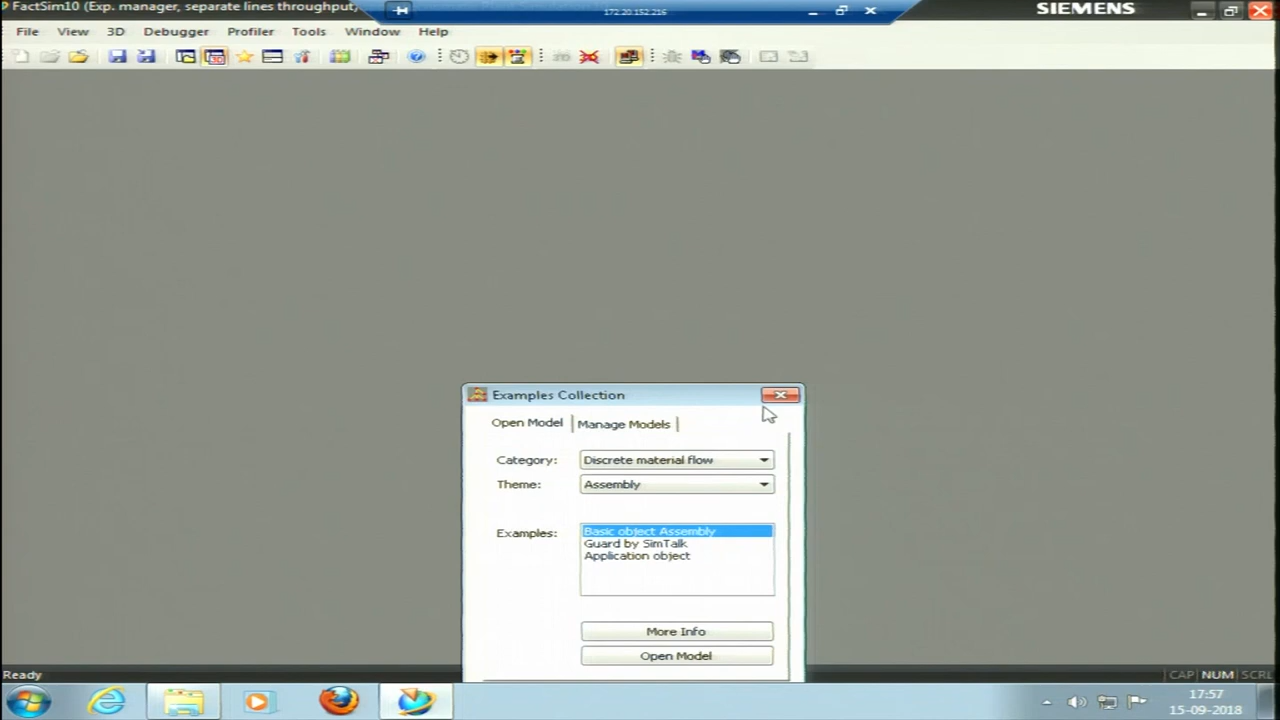 FactSim10 (Exp. manager, separate lines throughput)
172.20.152.216
SIEMENS
File View 3D Debugger Profiler Tools Window Help
Examples Collection
Open Model Manage Models
Category: Discrete material flow
Theme: Assembly
Examples: Basic object Assembly
Guard by SimTalk
Application object
More Info
Open Model
Ready
CAP NUM SCRL
17:57
15-09-2018